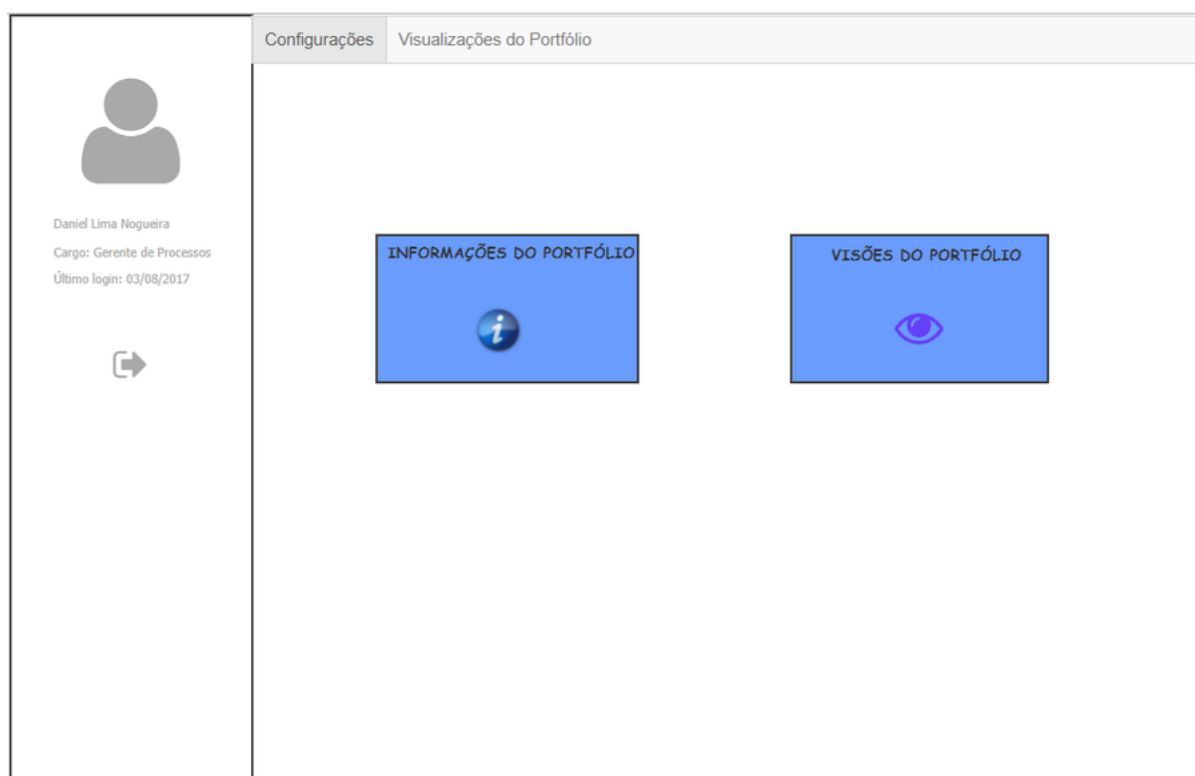 Configurações
Visualizações do Portfólio
Daniel Lima Nogueira
Cargo: Gerente de Processos
Último login: 03/08/2017
INFORMAÇÕES DO PORTFÓLIO
VISÕES DO PORTFÓLIO